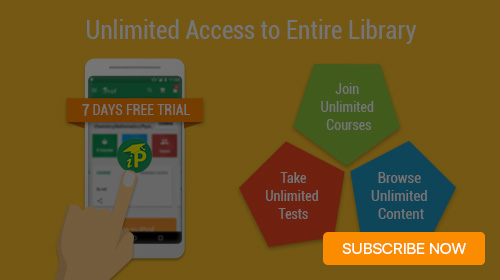 Unlimited Access to Entire Library
7 DAYS FREE TRIAL
iP
Join
Unlimited
Courses
Take
Unlimited
Tests
Browse
Unlimited
Content
SUBSCRIBE NOW